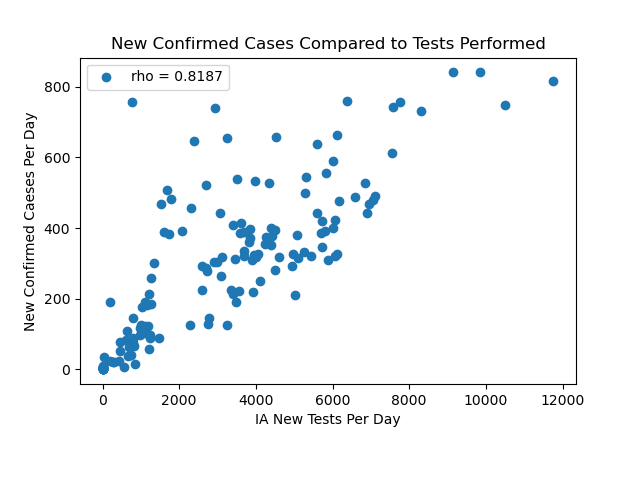 New Confirmed Cases Compared to Tests Performed
rho = 0.8187
New Confirmed Caeses Per Day
800
600
400
200
0
0 2000 4000 6000 8000 10000 12000
IA New Tests Per Day